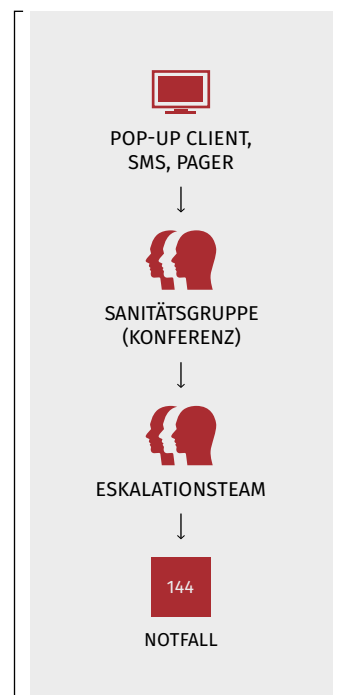 POP-UP CLIENT,
SMS, PAGER
SANITÄTSGRUPPE
(KONFERENZ)
ESKALATIONSTEAM
144
NOTFALL